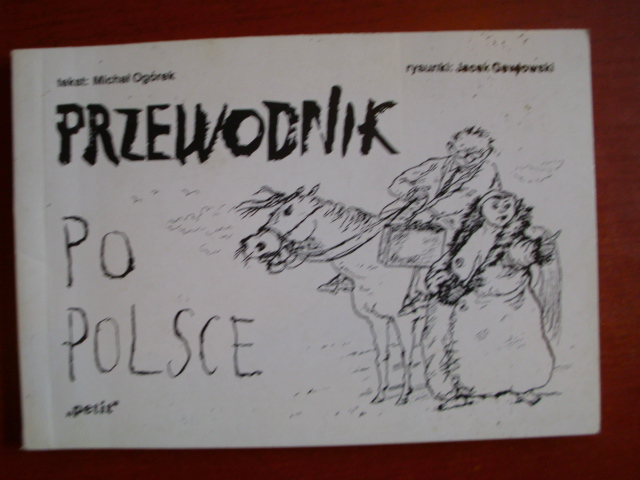 tekst: Michał Ogórek
rysunki: Jacek Gawłowski
PRZEWODNIK
PO
POLSCE
„petit"